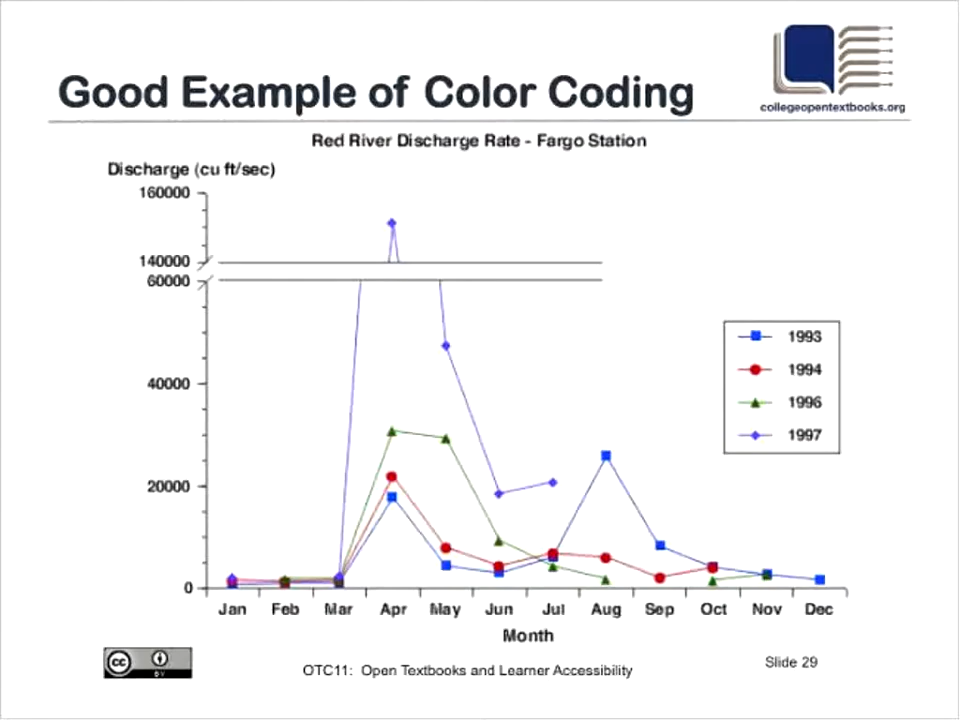 Good Example of Color Coding
collegeopentextbooks.org
Red River Discharge Rate - Fargo Station
Discharge (cu ft/sec)
160000
140000
60000
40000
20000
0
1993
1994
1996
1997
Jan Feb Mar Apr May Jun Jul Aug Sep Oct Nov Dec
Month
cc
BY
OTC11: Open Textbooks and Learner Accessibility
Slide 29